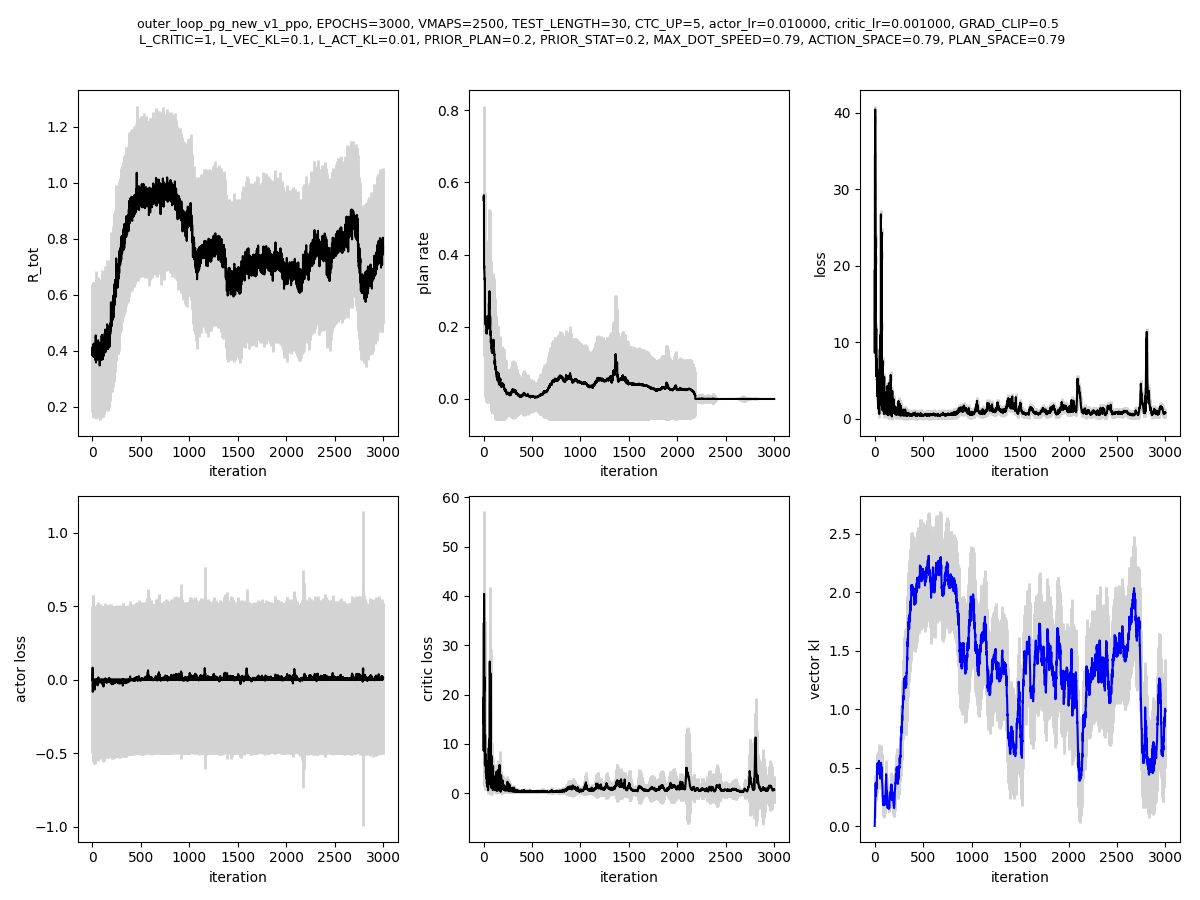 outer_loop_pg_new_v1_ppo, EPOCHS=3000, VMAPS=2500, TEST_LENGTH=30, CTC_UP=5, actor_lr=0.010000, critic_lr=0.001000, GRAD_CLIP=0.5
L_CRITIC=1, L_VEC_KL=0.1, L_ACT_KL=0.01, PRIOR_PLAN=0.2, PRIOR_STAT=0.2, MAX_DOT_SPEED=0.79, ACTION_SPACE=0.79, PLAN_SPACE=0.79
R_tot
1.2
1.0
0.8
0.6
0.4
0.2
0 500 1000 1500 2000 2500 3000
iteration
plan rate
0.8
0.6
0.4
0.2
0.0
0 500 1000 1500 2000 2500 3000
iteration
loss
40
30
20
10
0
0 500 1000 1500 2000 2500 3000
iteration
actor loss
1.0
0.5
0.0
−0.5
−1.0
0 500 1000 1500 2000 2500 3000
iteration
critic loss
60
50
40
30
20
10
0
0 500 1000 1500 2000 2500 3000
iteration
vector kl
2.5
2.0
1.5
1.0
0.5
0.0
0 500 1000 1500 2000 2500 3000
iteration